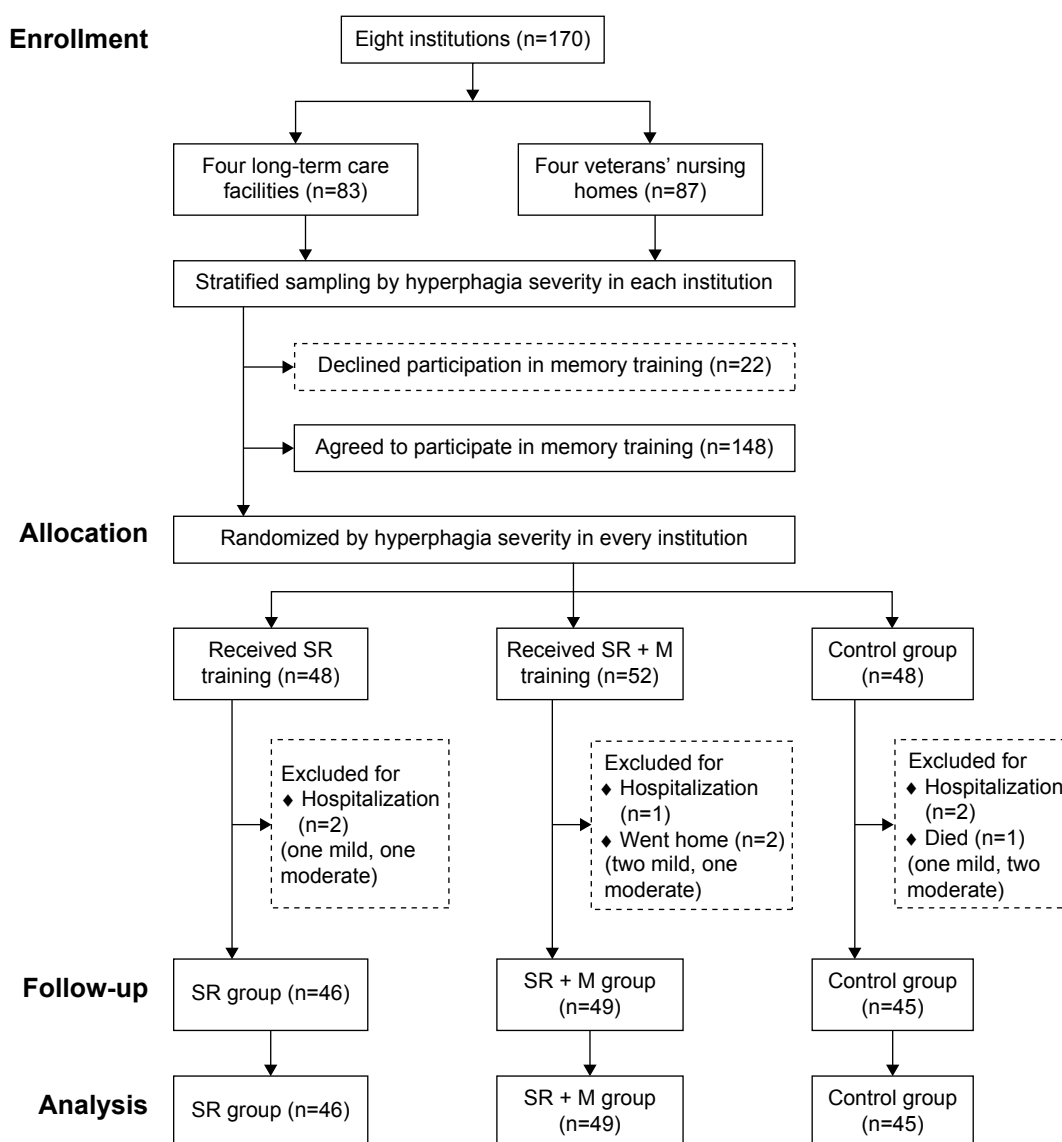 Enrollment
Eight institutions (n=170)
Four long-term care
facilities (n=83)
Four veterans’ nursing
homes (n=87)
Stratified sampling by hyperphagia severity in each institution
Declined participation in memory training (n=22)
Agreed to participate in memory training (n=148)
Allocation
Randomized by hyperphagia severity in every institution
Received SR
training (n=48)
Received SR + M
training (n=52)
Control group
(n=48)
Excluded for
♦ Hospitalization
(n=2)
(one mild, one
moderate)
Excluded for
♦ Hospitalization
(n=1)
♦ Went home (n=2)
(two mild, one
moderate)
Excluded for
♦ Hospitalization
(n=2)
♦ Died (n=1)
(one mild, two
moderate)
Follow-up
SR group (n=46)
SR + M group
(n=49)
Control group
(n=45)
Analysis
SR group (n=46)
SR + M group
(n=49)
Control group
(n=45)